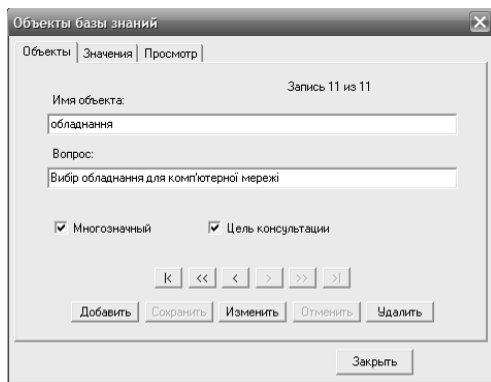 Объекты базы знаний
Объекты Значения Просмотр
Запись 11 из 11
Имя объекта:
обладнання
Вопрос:
Вибір обладнання для комп'ютерної мережі
Многозначный Цель консультации
|< << < > >> >|
Добавить Сохранить Изменить Отменить Удалить
Закрыть